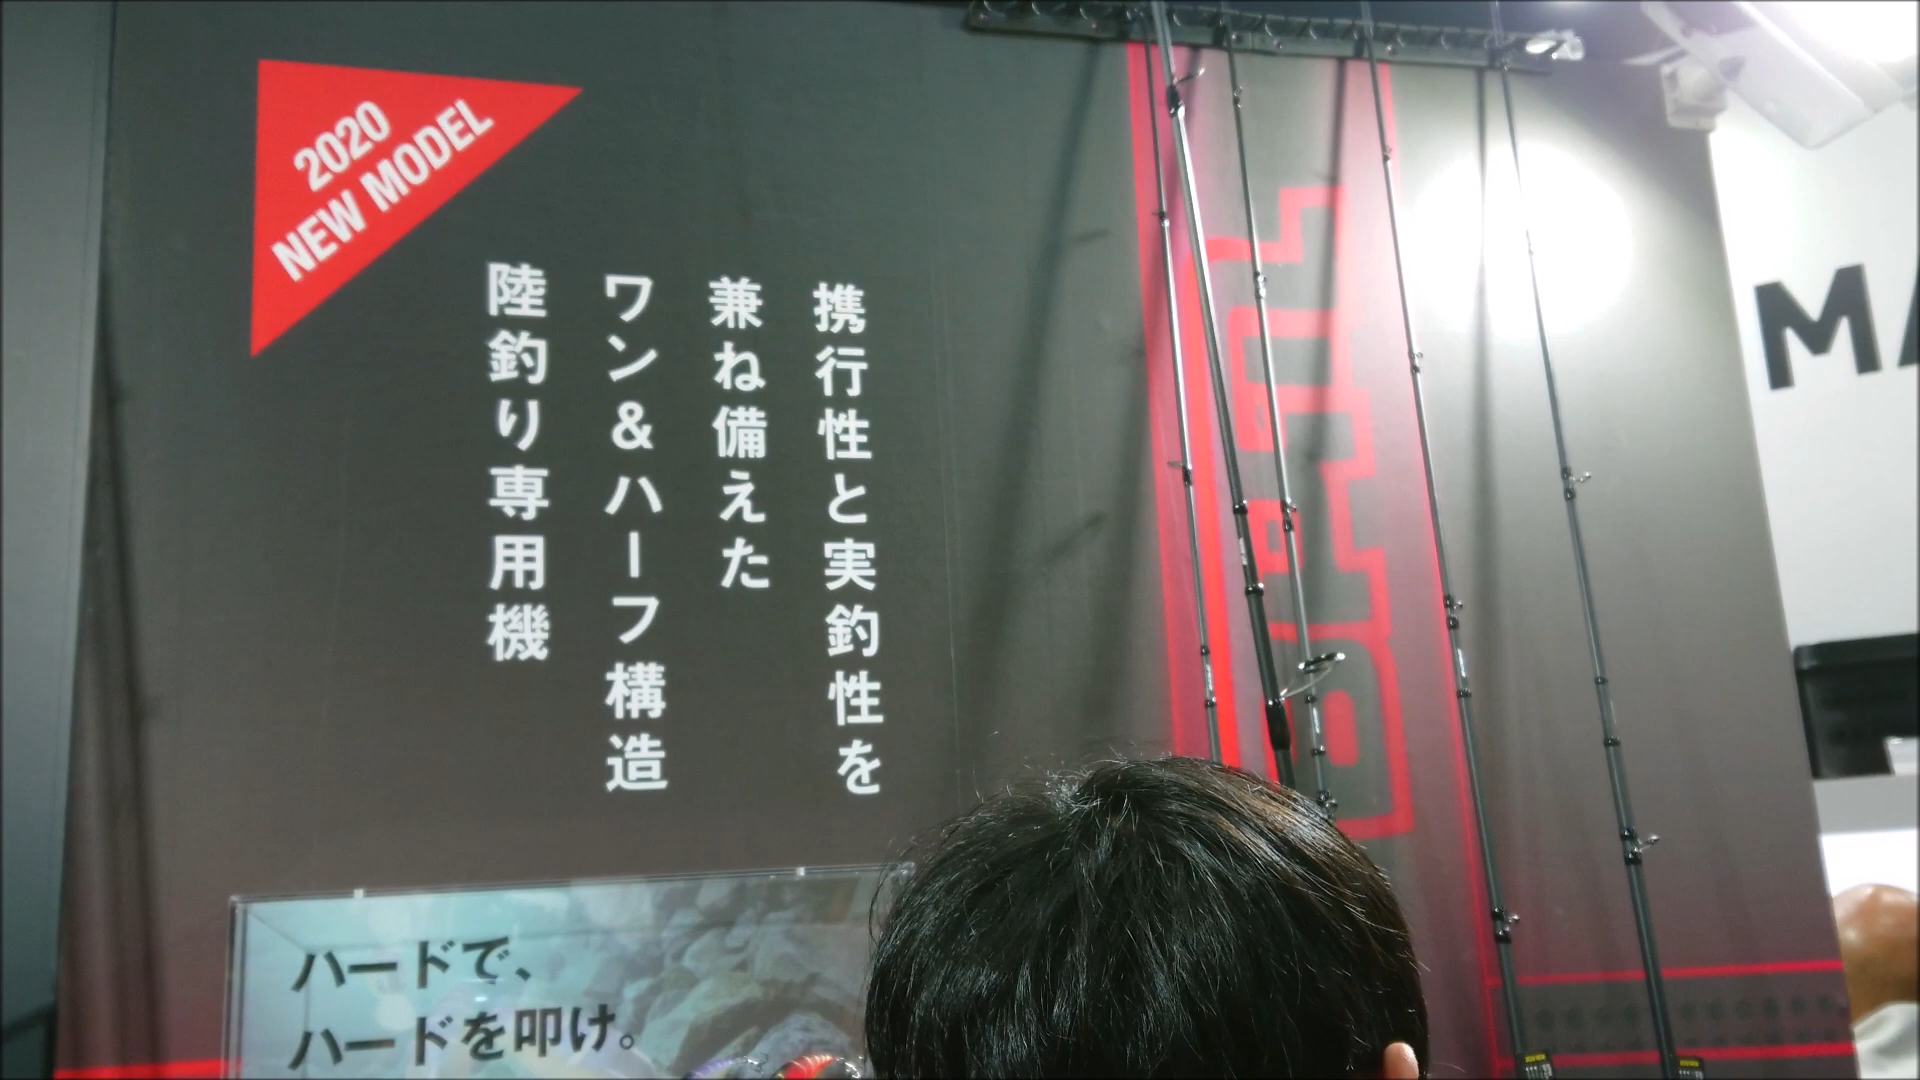 2020
NEW MODEL
携行性と実釣性を
兼ね備えた
ワン&ハーフ構造
陸釣り専用機
ハードで、
ハードを叩け。